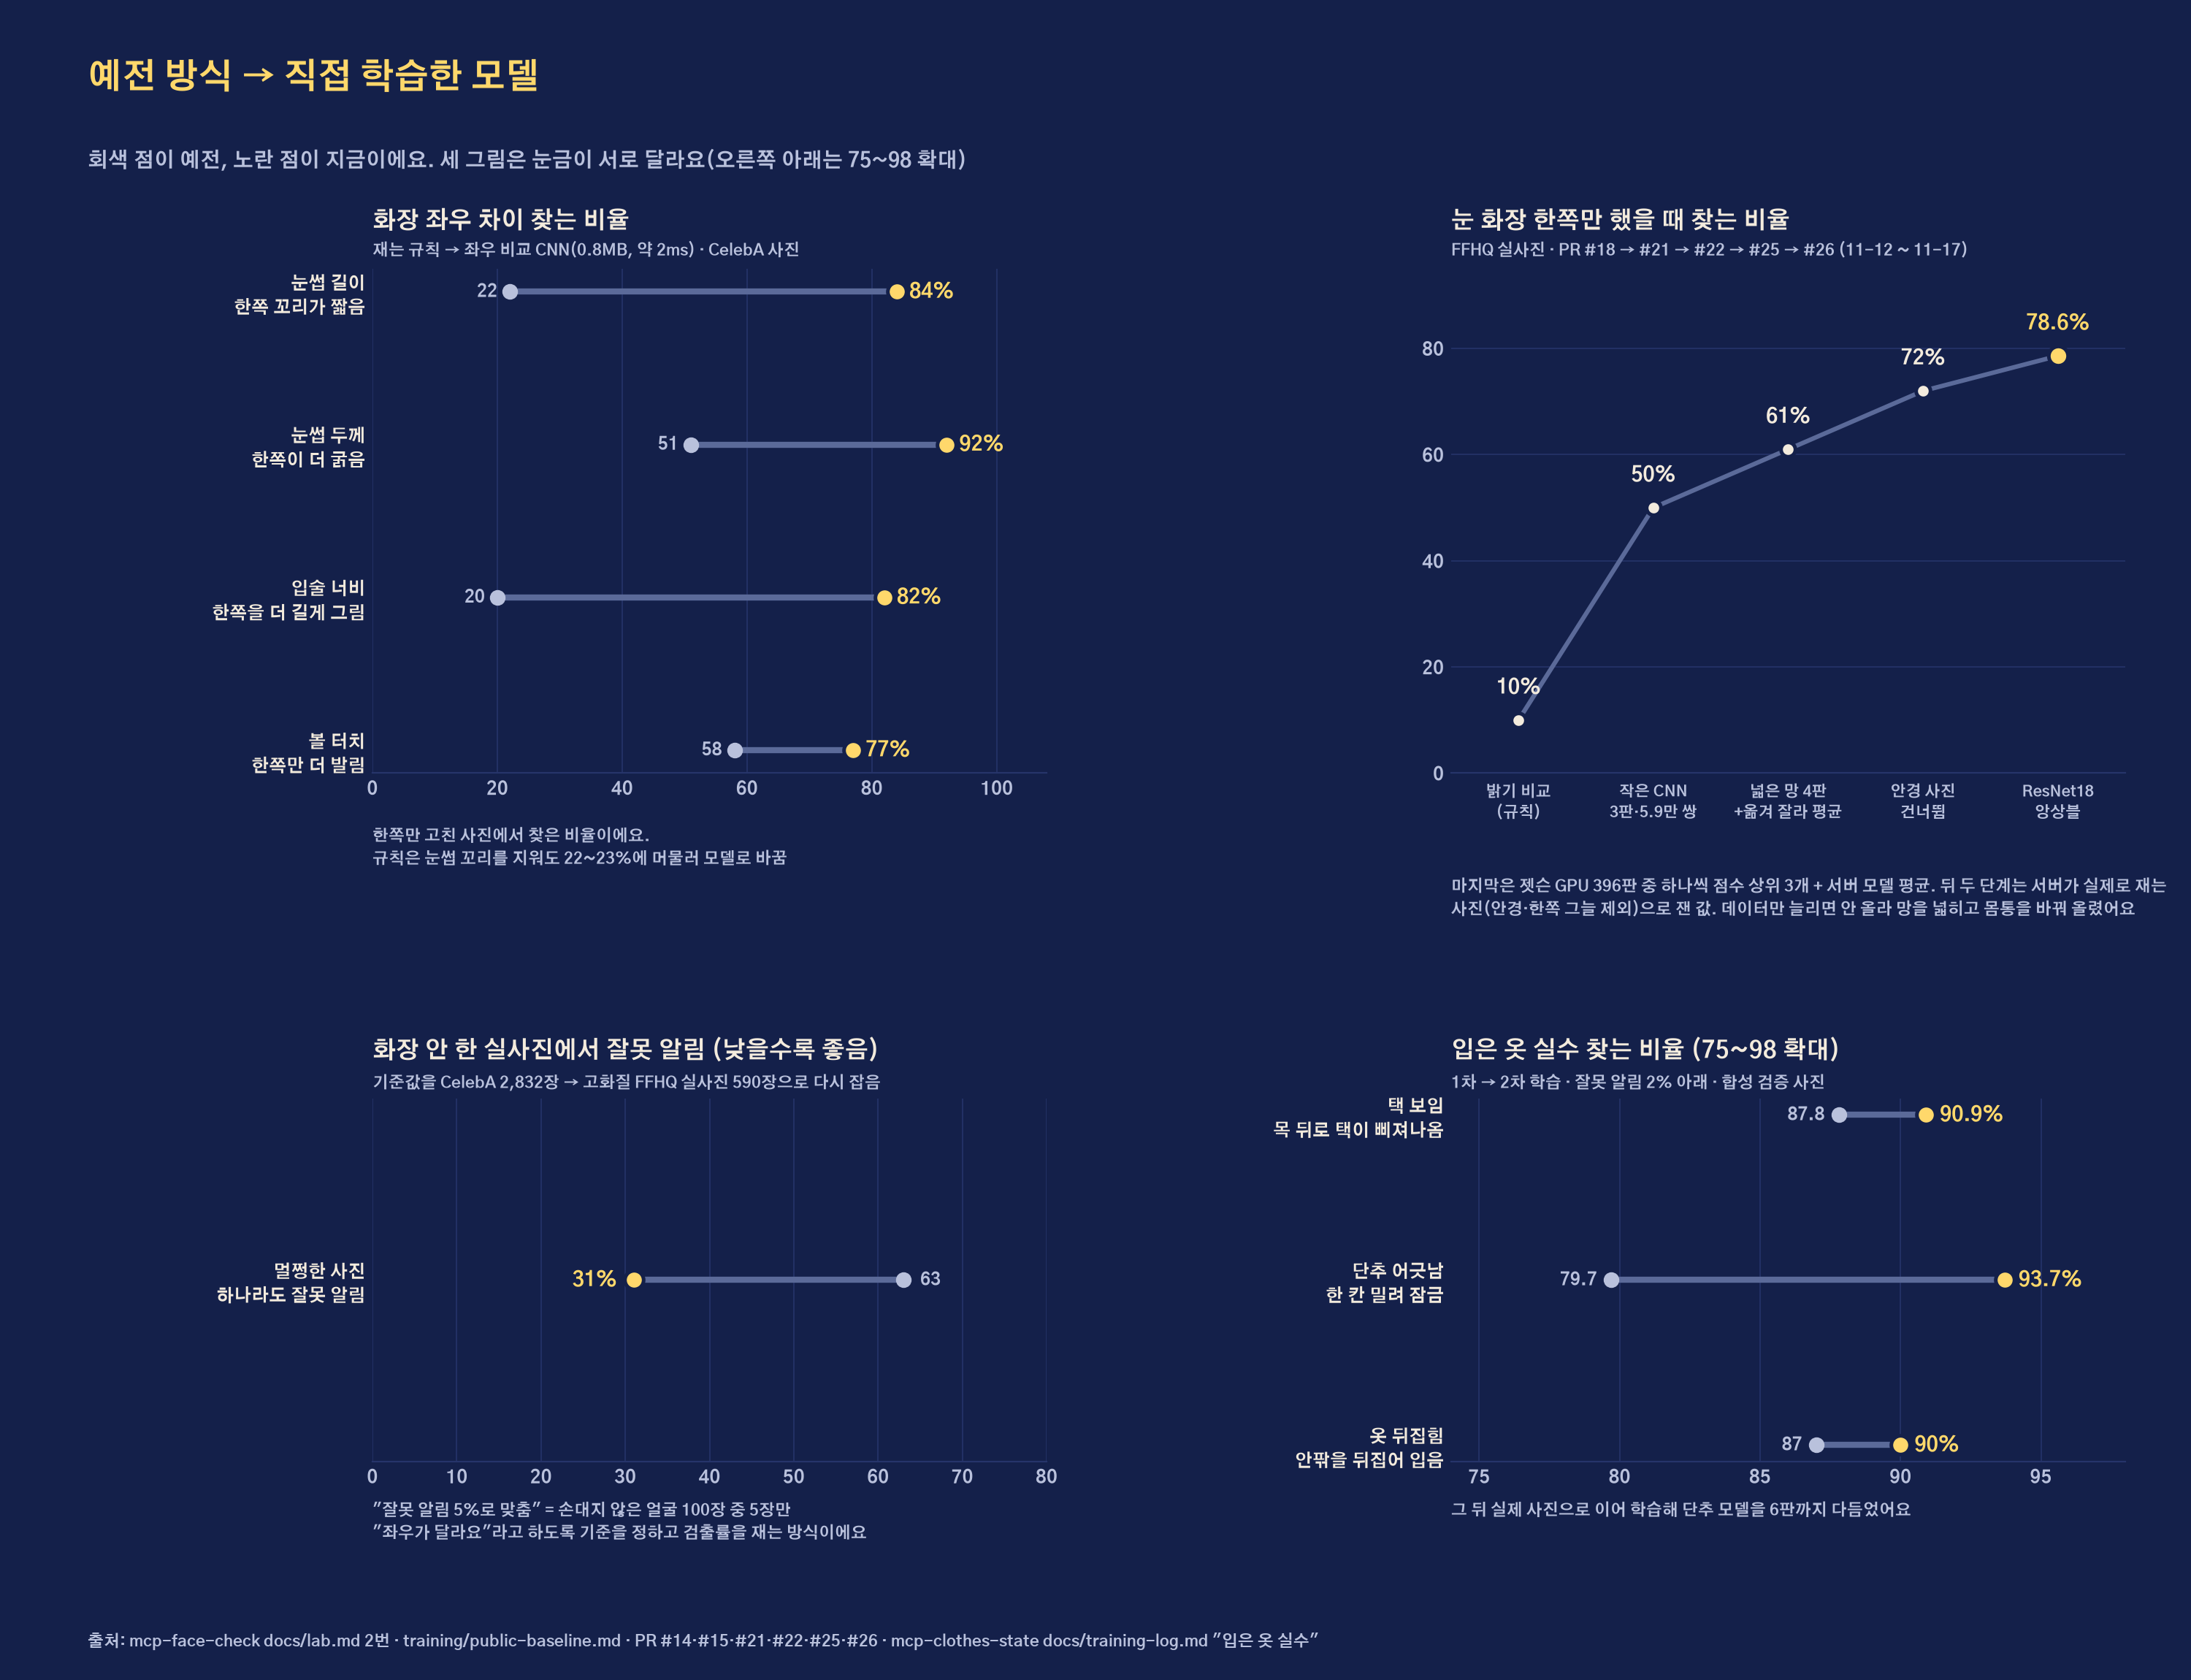 예전 방식 → 직접 학습한 모델
회색 점이 예전, 노란 점이 지금이에요. 세 그림은 눈금이 서로 달라요(오른쪽 아래는 75~98 확대)
화장 좌우 차이 찾는 비율
재는 규칙 → 좌우 비교 CNN(0.8MB, 약 2ms) · CelebA 사진
눈썹 길이
한쪽 꼬리가 짧음
22
84%
눈썹 두께
한쪽이 더 굵음
51
92%
입술 너비
한쪽을 더 길게 그림
20
82%
볼 터치
한쪽만 더 발림
58
77%
0 20 40 60 80 100
한쪽만 고친 사진에서 찾은 비율이에요.
규칙은 눈썹 꼬리를 지워도 22~23%에 머물러 모델로 바꿈
눈 화장 한쪽만 했을 때 찾는 비율
FFHQ 실사진 · PR #18 → #21 → #22 → #25 → #26 (11-12 ~ 11-17)
80
60
40
20
0
10%
50%
61%
72%
78.6%
밝기 비교
(규칙)
작은 CNN
3판·5.9만 쌍
넓은 망 4판
+옮겨 잘라 평균
안경 사진
건너뜀
ResNet18
앙상블
마지막은 젯슨 GPU 396판 중 하나씩 점수 상위 3개 + 서버 모델 평균. 뒤 두 단계는 서버가 실제로 재는
사진(안경·한쪽 그늘 제외)으로 잰 값. 데이터만 늘리면 안 올라 망을 넓히고 몸통을 바꿔 올렸어요
화장 안 한 실사진에서 잘못 알림 (낮을수록 좋음)
기준값을 CelebA 2,832장 → 고화질 FFHQ 실사진 590장으로 다시 잡음
멀쩡한 사진
하나라도 잘못 알림
31%
63
0 10 20 30 40 50 60 70 80
"잘못 알림 5%로 맞춤" = 손대지 않은 얼굴 100장 중 5장만
"좌우가 달라요"라고 하도록 기준을 정하고 검출률을 재는 방식이에요
입은 옷 실수 찾는 비율 (75~98 확대)
1차 → 2차 학습 · 잘못 알림 2% 아래 · 합성 검증 사진
택 보임
목 뒤로 택이 삐져나옴
87.8
90.9%
단추 어긋남
한 칸 밀려 잠금
79.7
93.7%
옷 뒤집힘
안팎을 뒤집어 입음
87
90%
75 80 85 90 95
그 뒤 실제 사진으로 이어 학습해 단추 모델을 6판까지 다듬었어요
출처: mcp-face-check docs/lab.md 2번 · training/public-baseline.md · PR #14·#15·#21·#22·#25·#26 · mcp-clothes-state docs/training-log.md "입은 옷 실수"